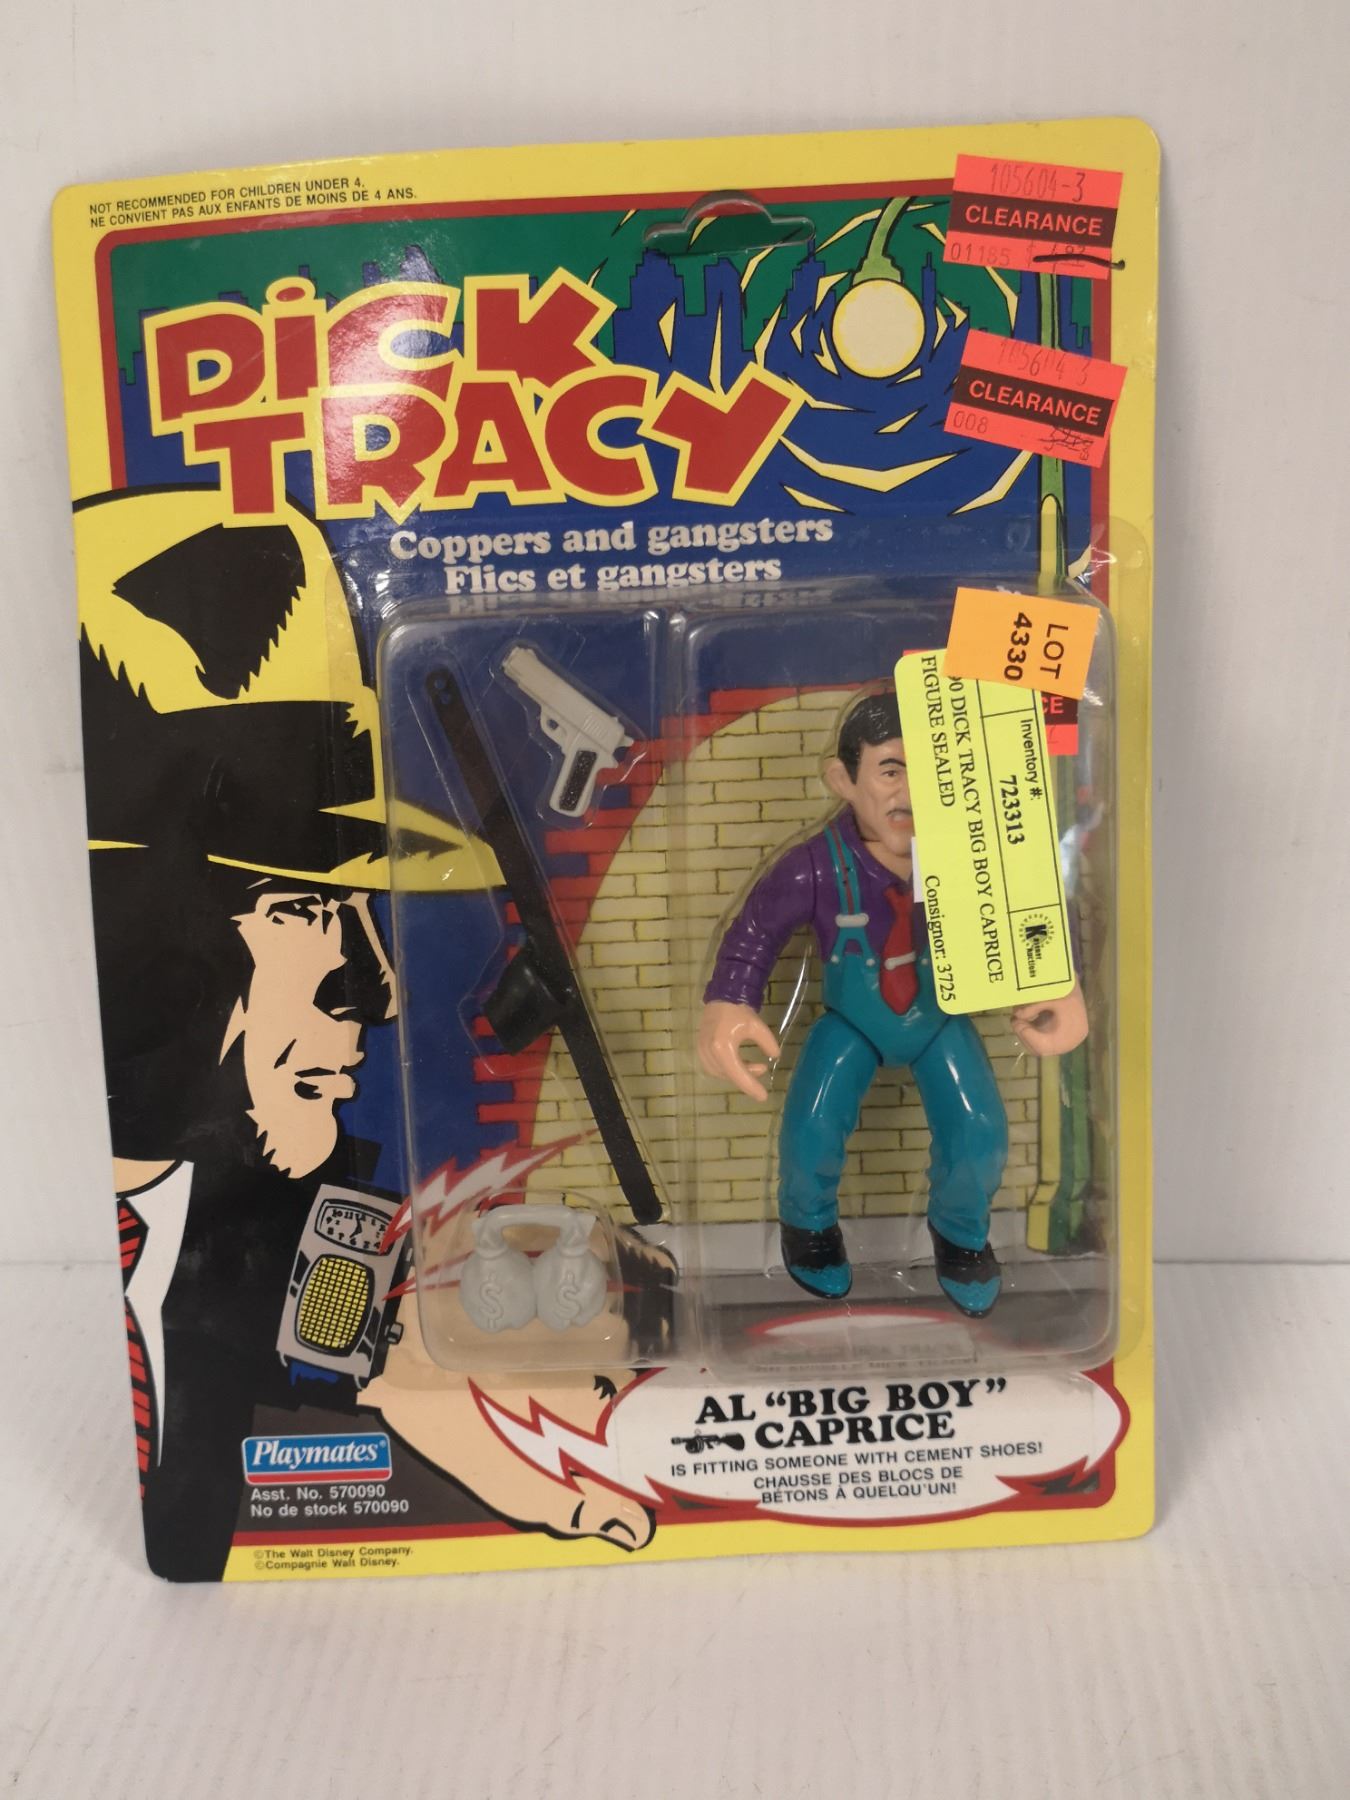 NOT RECOMMENDED FOR CHILDREN UNDER 4.
NE CONVIENT PAS AUX ENFANTS DE MOINS DE 4 ANS.
105604-3
CLEARANCE
01185 $
DiCK
TRACY
CLEARANCE
008
Coppers and gangsters
Flics et gangsters
LOT
4330
CE
Inventory #:
723313
90 DICK TRACY BIG BOY CAPRICE
FIGURE SEALED
Consignor: 3725
$ $
AL “BIG BOY”
CAPRICE
IS FITTING SOMEONE WITH CEMENT SHOES!
CHAUSSE DES BLOCS DE
BÉTONS À QUELQU'UN!
Playmates®
Asst. No. 570090
No de stock 570090
©The Walt Disney Company.
©Compagnie Walt Disney.